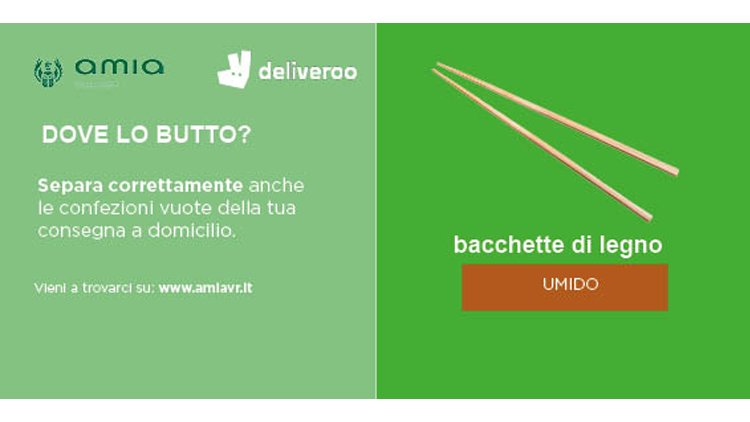 amia
deliveroo
DOVE LO BUTTO?
Separa correttamente anche
le confezioni vuote della tua
consegna a domicilio.
Vieni a trovarci su: www.amiavr.it
bacchette di legno
UMIDO